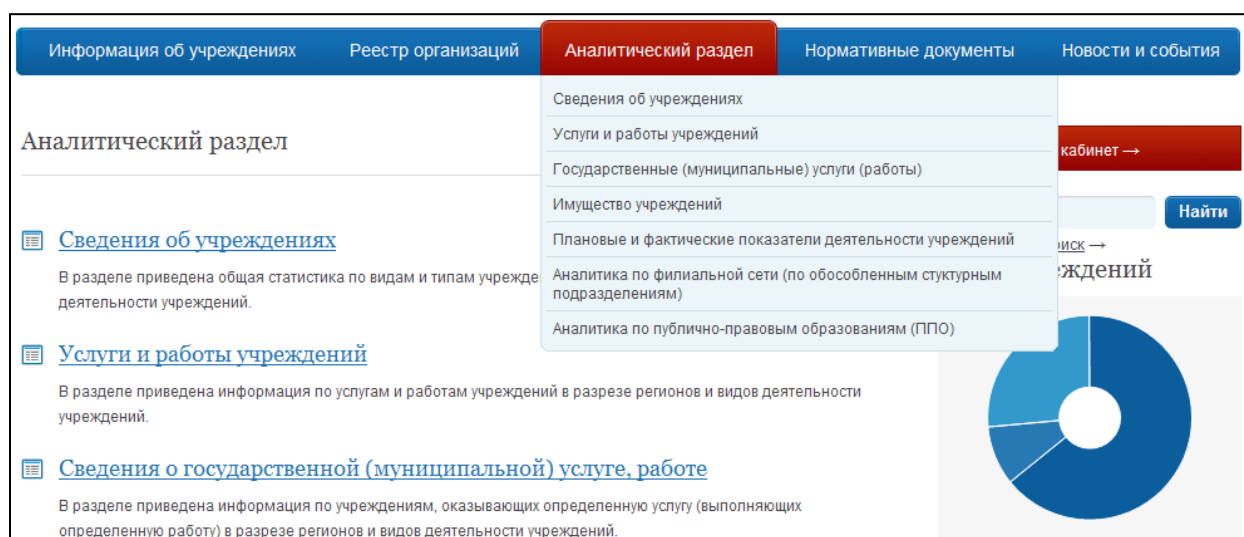 Информация об учреждениях Реестр организаций Аналитический раздел Нормативные документы Новости и события
Сведения об учреждениях
Услуги и работы учреждений
Государственные (муниципальные) услуги (работы)
Имущество учреждений
Плановые и фактические показатели деятельности учреждений
Аналитика по филиальной сети (по обособленным стуктурным
подразделениям)
Аналитика по публично-правовым образованиям (ППО)
Аналитический раздел
кабинет →
Найти
иск →
еждений
Сведения об учреждениях
В разделе приведена общая статистика по видам и типам учрежде
деятельности учреждений.
Услуги и работы учреждений
В разделе приведена информация по услугам и работам учреждений в разрезе регионов и видов деятельности
учреждений.
Сведения о государственной (муниципальной) услуге, работе
В разделе приведена информация по учреждениям, оказывающих определенную услугу (выполняющих
определенную работу) в разрезе регионов и видов деятельности учреждений.